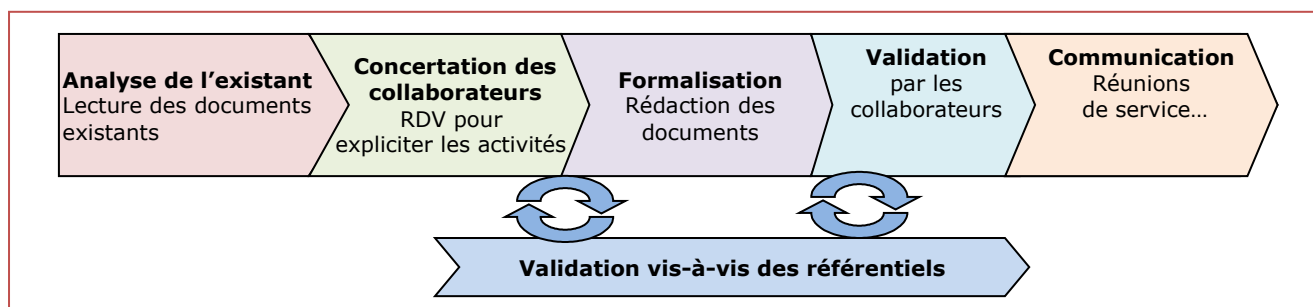 Analyse de l’existant
Lecture des documents
existants
Concertation des
collaborateurs
RDV pour
expliciter les activités
Formalisation
Rédaction des
documents
Validation
par les
collaborateurs
Communication
Réunions
de service…
Validation vis-à-vis des référentiels